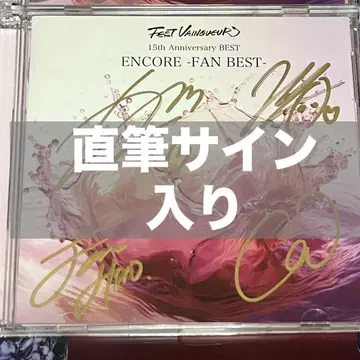 FEST VAINQUEUR
15th Anniversary BEST
ENCORE -FAN BEST-
直筆サイン
入り